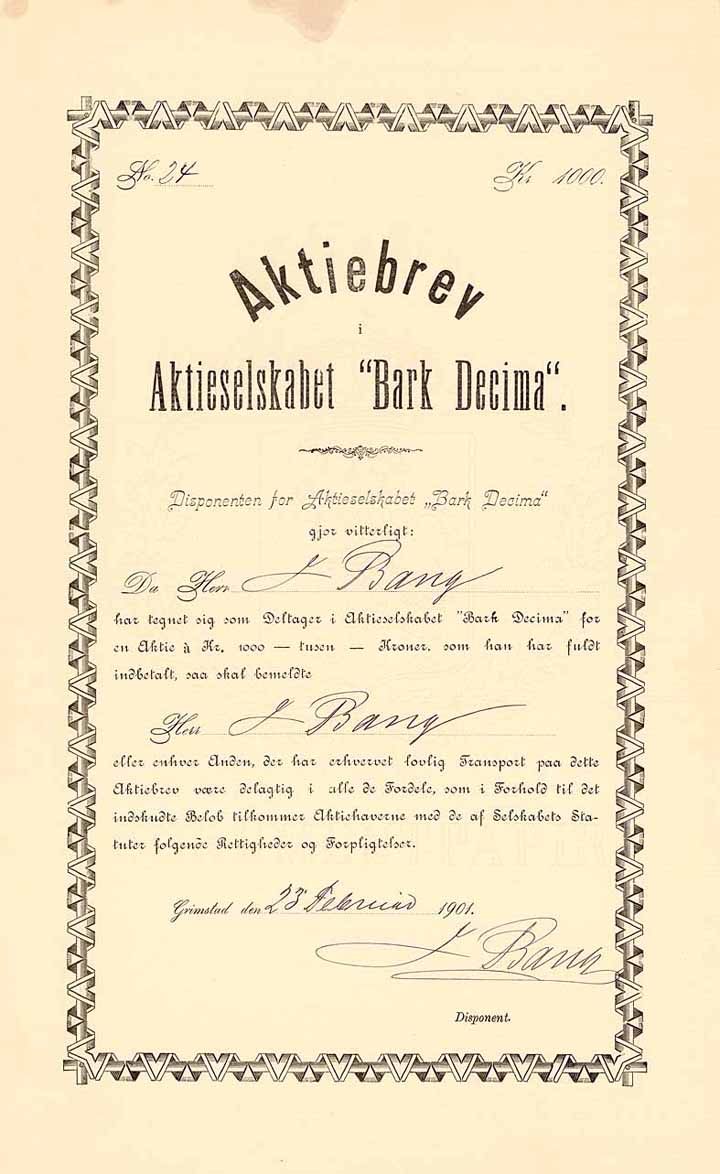 No. 24
Kr 1000.
Aktiebrev
i
Aktieselskabet "Bark Decima".
Disponenten for Aktieselskabet „Bark Decima"
gjør vitterligt:
Da Herr J Bang
har tegnet sig som Deltager i Aktieselskabet "Bark Decima" for
en Aktie à Kr. 1000 — tusen — Kroner, som han har fuldt
indbetalt, saa skal bemeldte
Herr J Bang
eller enhver Anden, der har erhvervet lovlig Transport paa dette
Aktiebrev være delagtig i alle de Fordele, som i Forhold til det
indskudte Beløb tilkommer Aktiehaverne med de af Selskabets Sta-
tuter følgende Rettigheder og Forpligtelser.
Grimstad den 23' Februar 1901.
J Bang
Disponent.